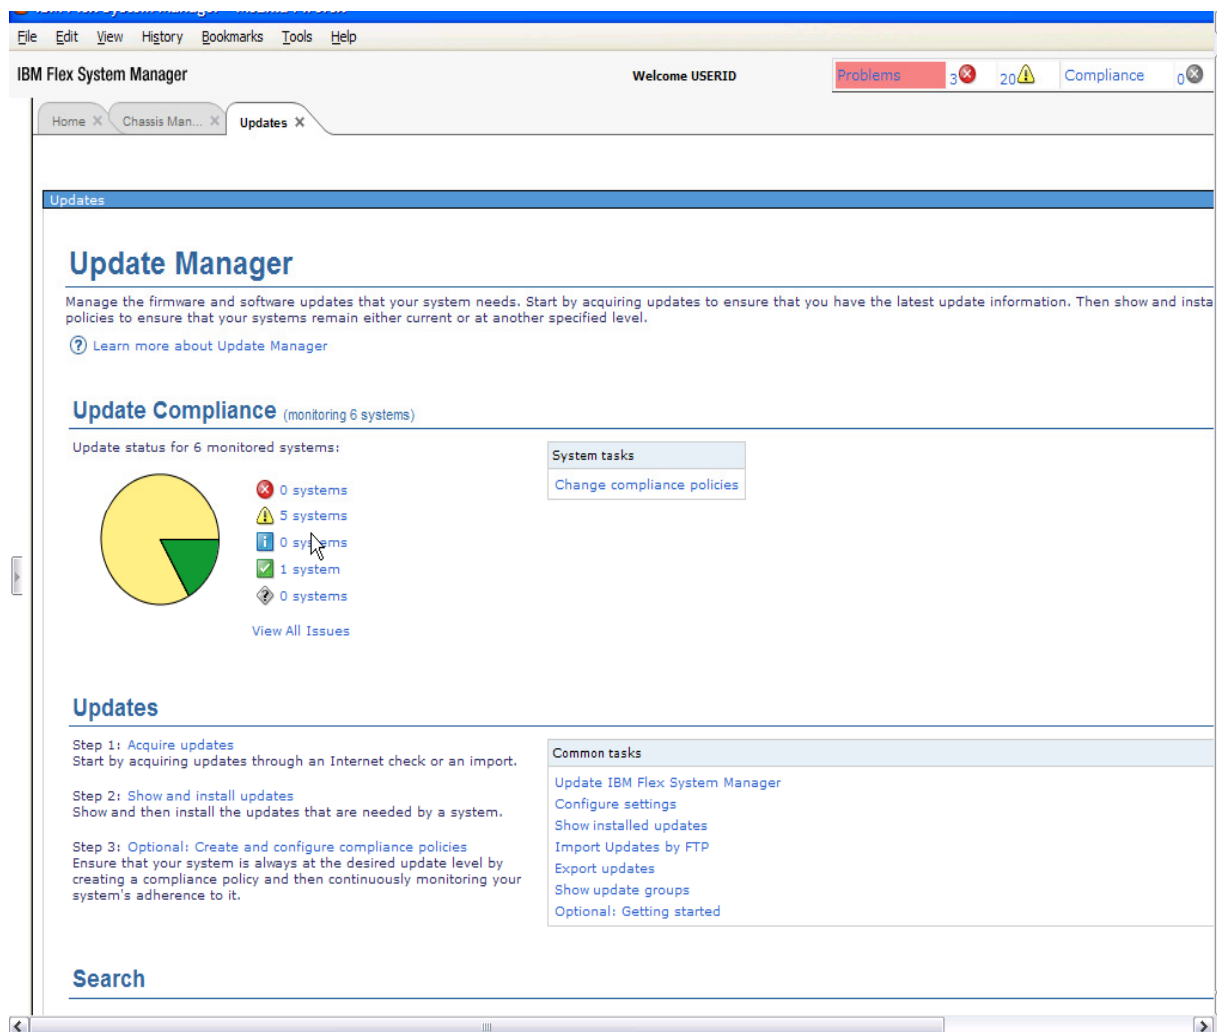 File Edit View History Bookmarks Tools Help
IBM Flex System Manager Welcome USERID Problems 3 20 Compliance 0
Home Chassis Man... Updates
Updates
Update Manager
Manage the firmware and software updates that your system needs. Start by acquiring updates to ensure that you have the latest update information. Then show and insta
policies to ensure that your systems remain either current or at another specified level.
Learn more about Update Manager
Update Compliance (monitoring 6 systems)
Update status for 6 monitored systems:
0 systems
5 systems
0 systems
1 system
0 systems
View All Issues
System tasks
Change compliance policies
Updates
Step 1: Acquire updates
Start by acquiring updates through an Internet check or an import.
Step 2: Show and install updates
Show and then install the updates that are needed by a system.
Step 3: Optional: Create and configure compliance policies
Ensure that your system is always at the desired update level by
creating a compliance policy and then continuously monitoring your
system's adherence to it.
Common tasks
Update IBM Flex System Manager
Configure settings
Show installed updates
Import Updates by FTP
Export updates
Show update groups
Optional: Getting started
Search